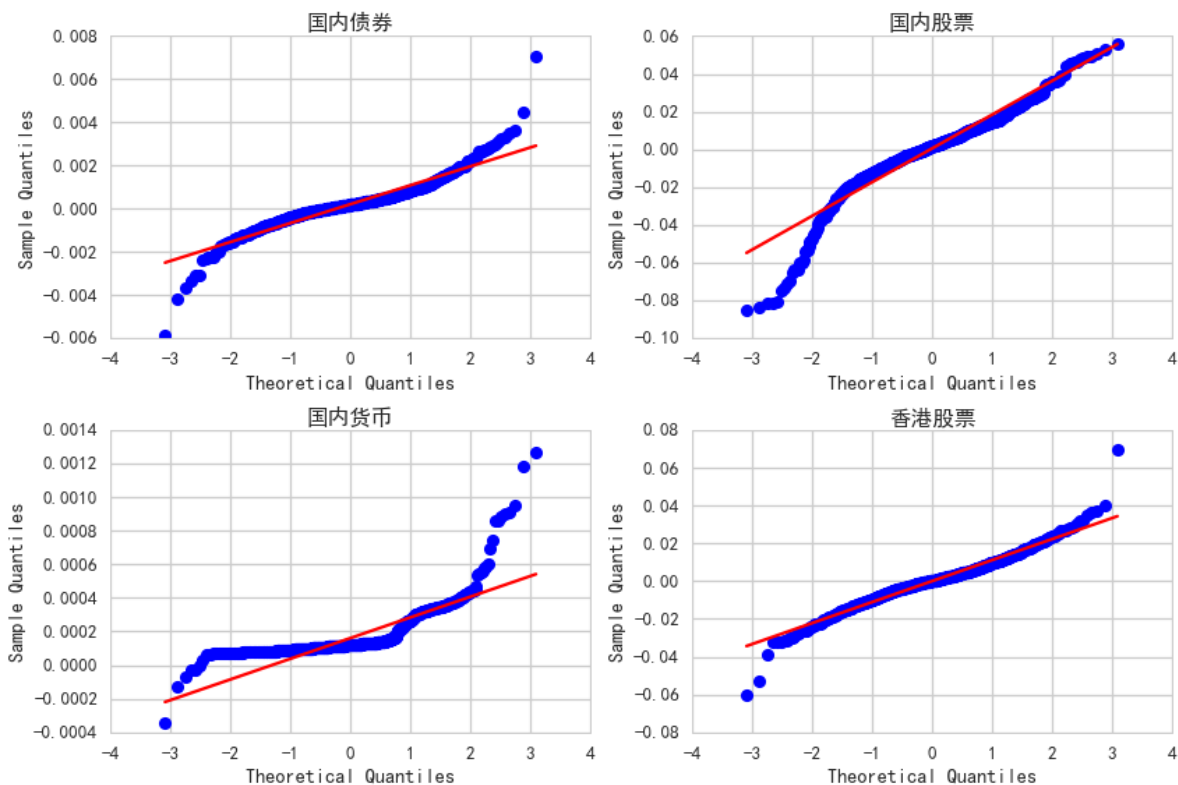 国内债券
0.008
0.006
0.004
0.002
0.000
−0.002
−0.004
−0.006
Sample Quantiles
−4 −3 −2 −1 0 1 2 3 4
Theoretical Quantiles
国内股票
0.06
0.04
0.02
0.00
−0.02
−0.04
−0.06
−0.08
−0.10
Sample Quantiles
−4 −3 −2 −1 0 1 2 3 4
Theoretical Quantiles
国内货币
0.0014
0.0012
0.0010
0.0008
0.0006
0.0004
0.0002
0.0000
−0.0002
−0.0004
Sample Quantiles
−4 −3 −2 −1 0 1 2 3 4
Theoretical Quantiles
香港股票
0.08
0.06
0.04
0.02
0.00
−0.02
−0.04
−0.06
−0.08
Sample Quantiles
−4 −3 −2 −1 0 1 2 3 4
Theoretical Quantiles